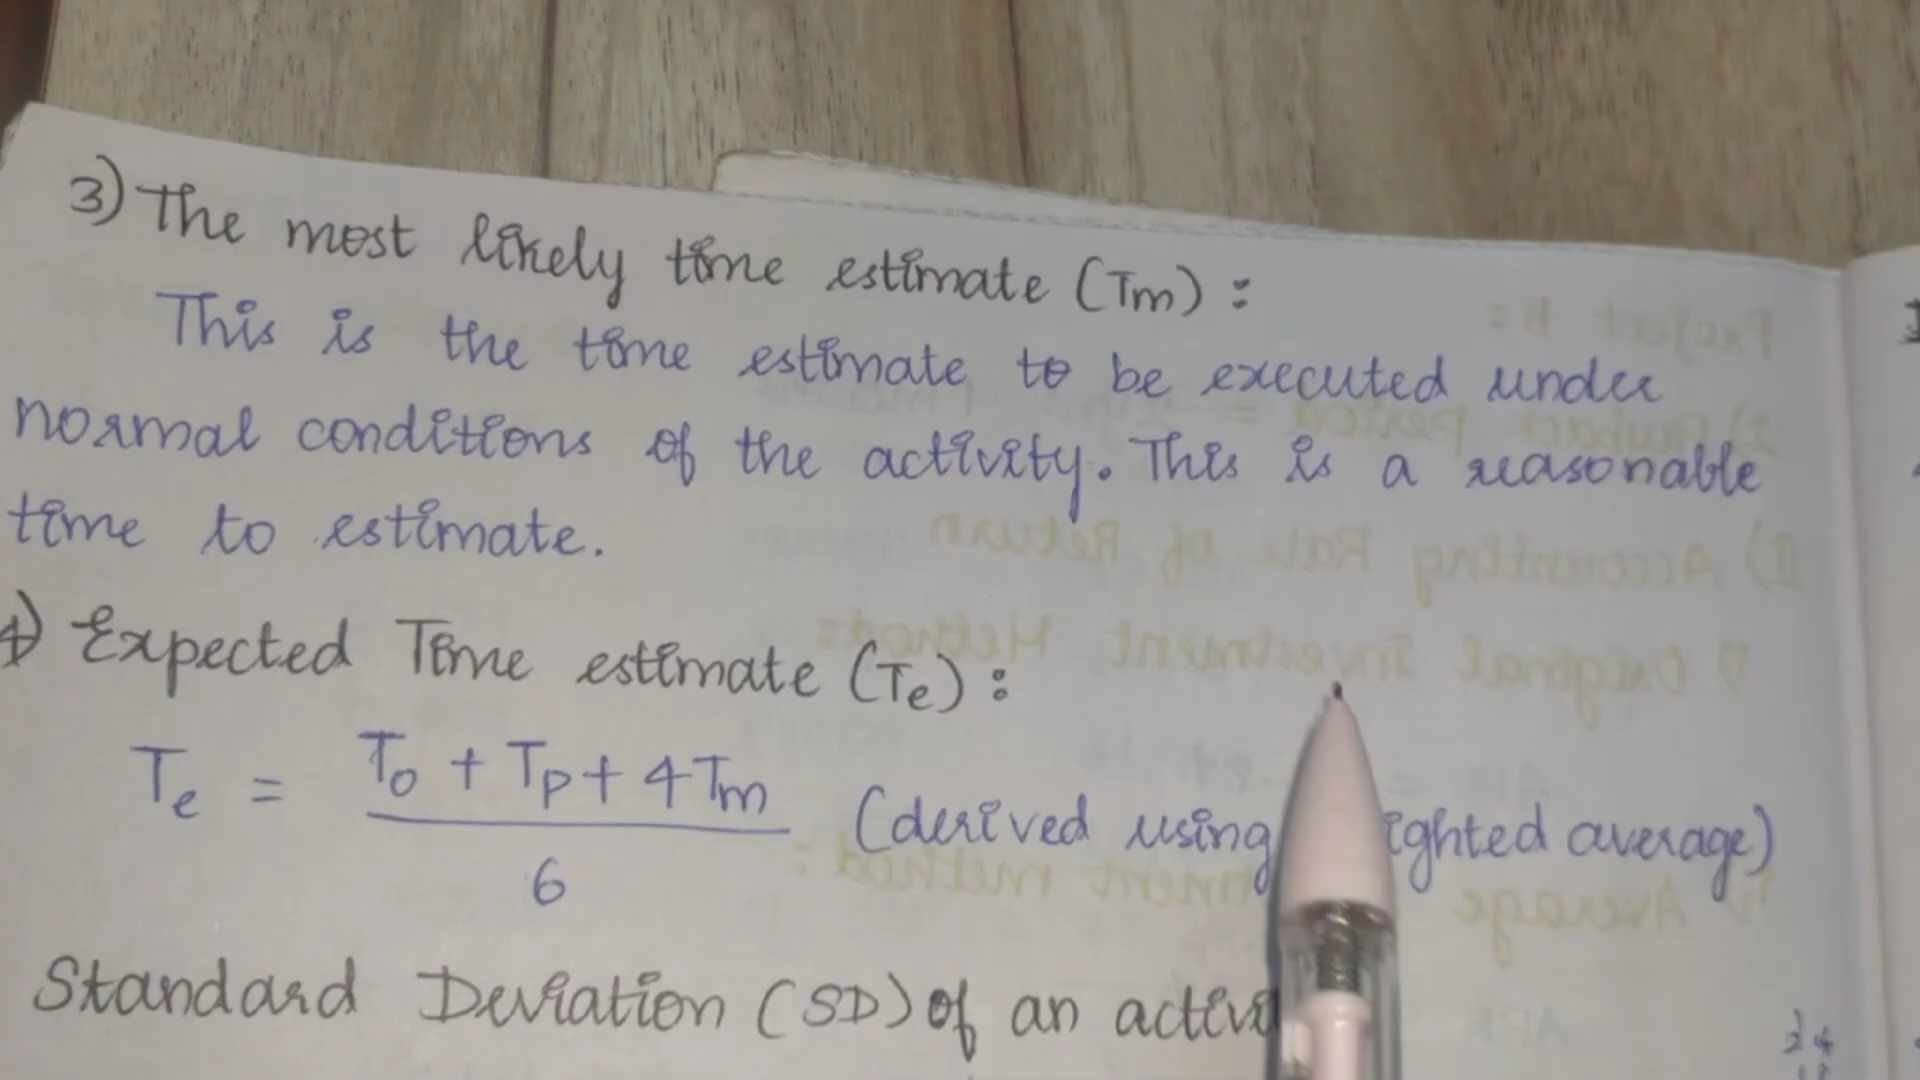 3) The most likely time estimate (Tm) :
This is the time estimate to be executed under
normal conditions of the activity. This is a reasonable
time to estimate.
4) Expected Time estimate (Te) :
Te = To + Tp + 4Tm (derived using average)
6
Standard Deviation (SD) of an
24